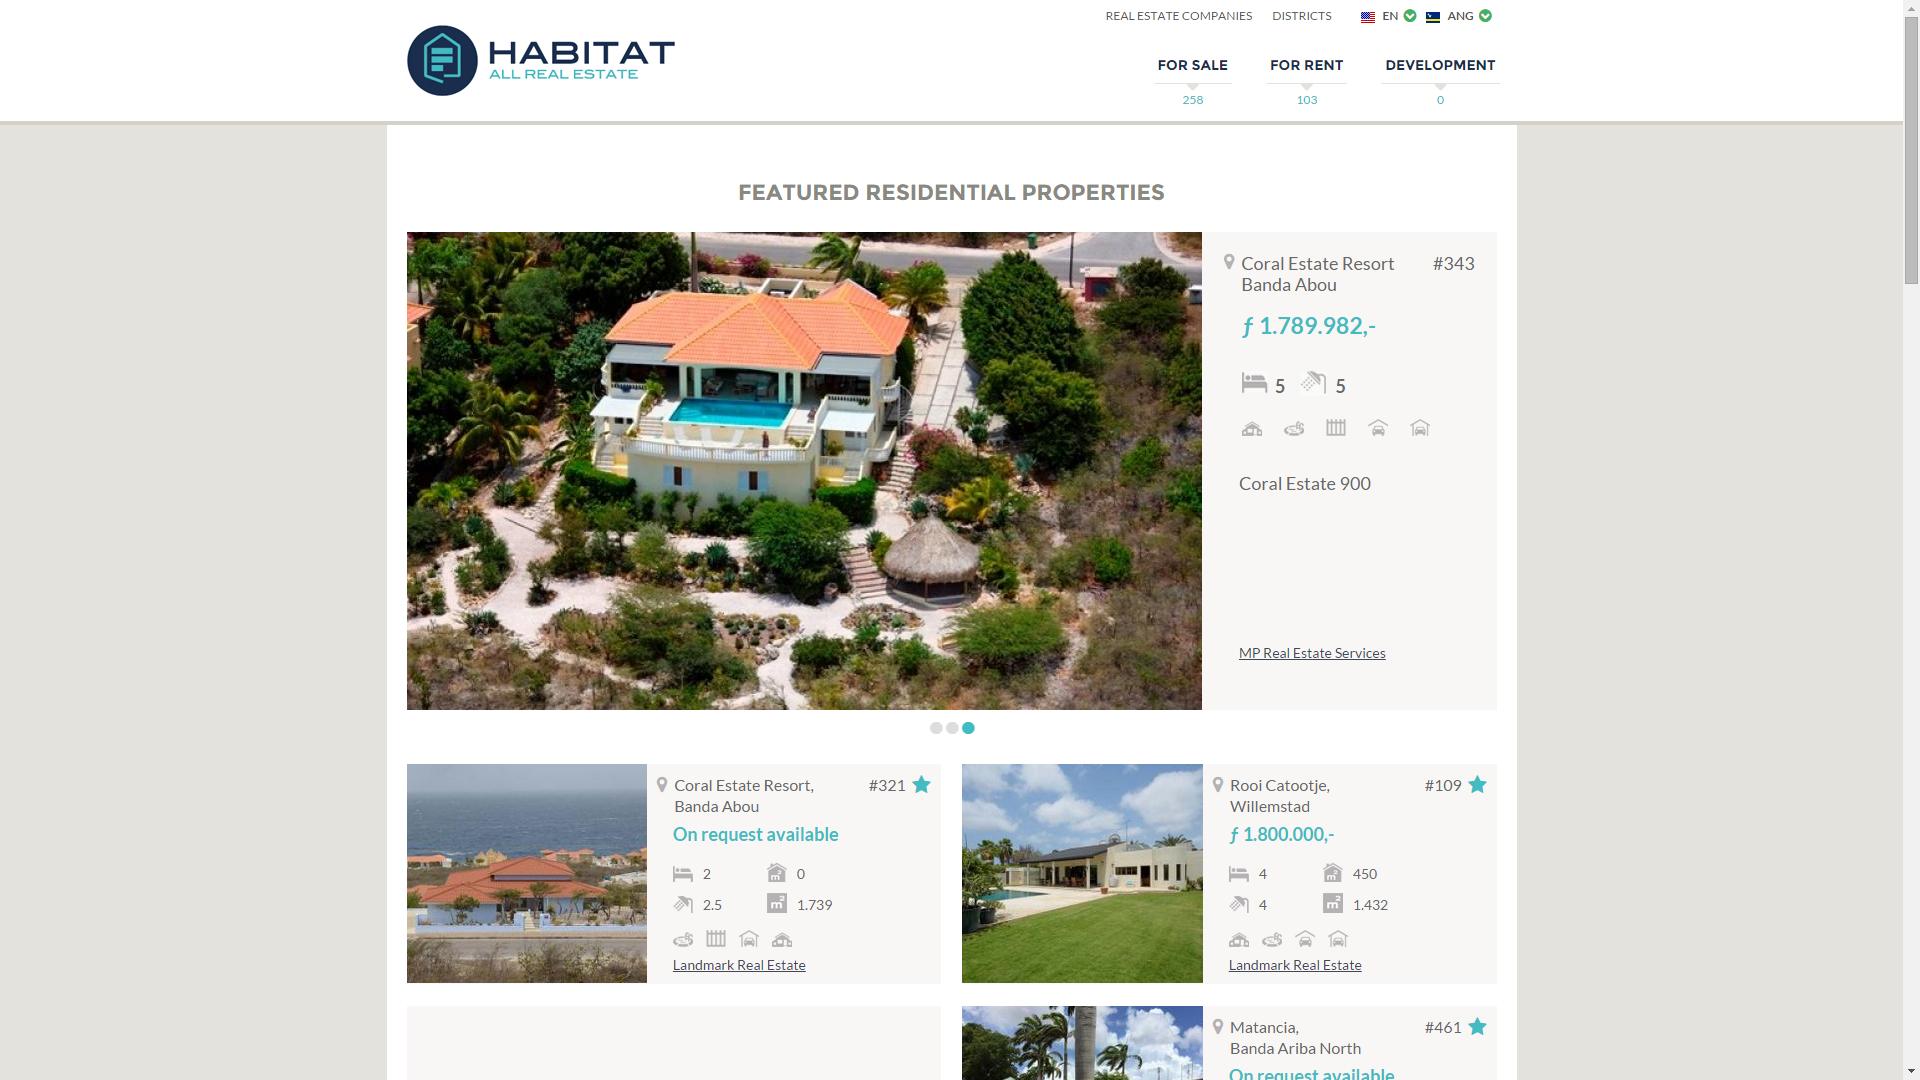 REAL ESTATE COMPANIES DISTRICTS EN ANG
HABITAT
ALL REAL ESTATE
FOR SALE FOR RENT DEVELOPMENT
258 103 0
FEATURED RESIDENTIAL PROPERTIES
Coral Estate Resort #343
Banda Abou
ƒ 1.789.982,-
5 5
Coral Estate 900
MP Real Estate Services
Coral Estate Resort, #321
Banda Abou
On request available
2 0
2.5 m² 1.739
Landmark Real Estate
Rooi Catootje, #109
Willemstad
ƒ 1.800.000,-
4 m² 450
4 m² 1.432
Landmark Real Estate
Matancia, #461
Banda Ariba North
On request available